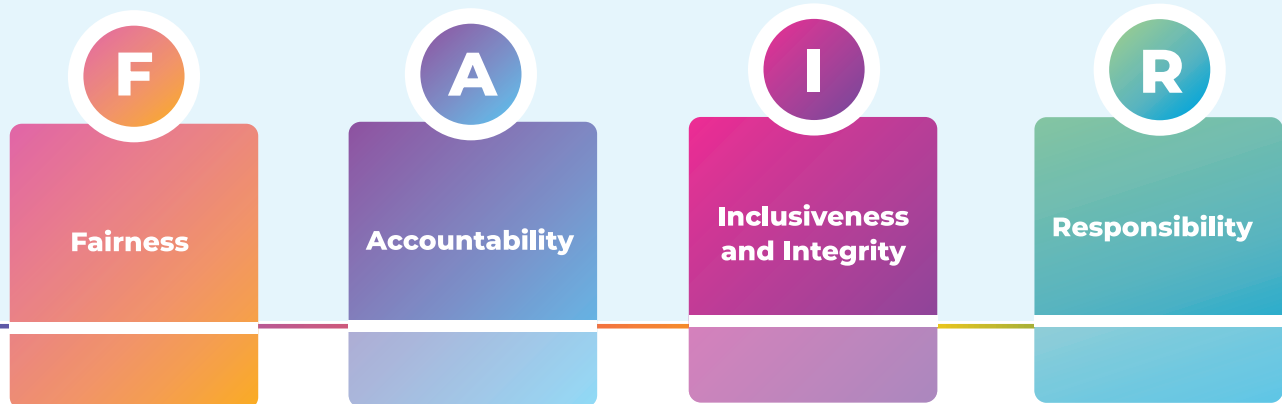 F
A
I
R
Fairness
Accountability
Inclusiveness
and Integrity
Responsibility